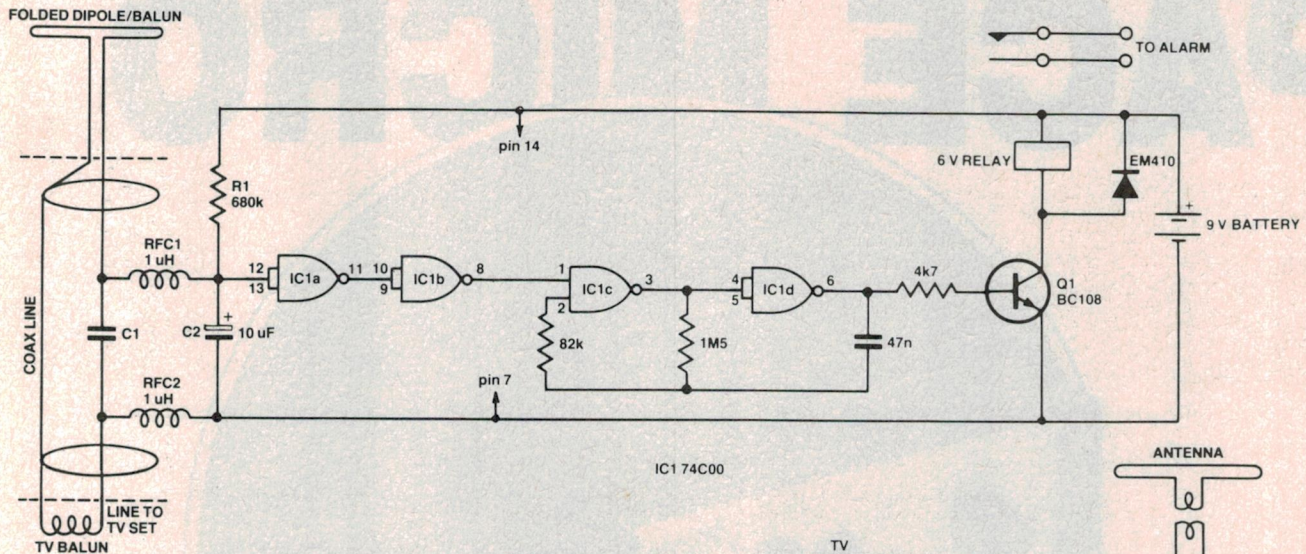 FOLDED DIPOLE/BALUN
TO ALARM
pin 14
6 V RELAY
EM410
R1
680k
+
9 V BATTERY
RFC1
1 uH
12
13
IC1a
11
10
9
IC1b
8
1
2
IC1c
3
4
5
IC1d
6
4k7
Q1
BC108
COAX LINE
C1
C2
+
10 uF
82k
1M5
47n
RFC2
1 uH
pin 7
IC1 74C00
ANTENNA
LINE TO
TV SET
TV BALUN
TV